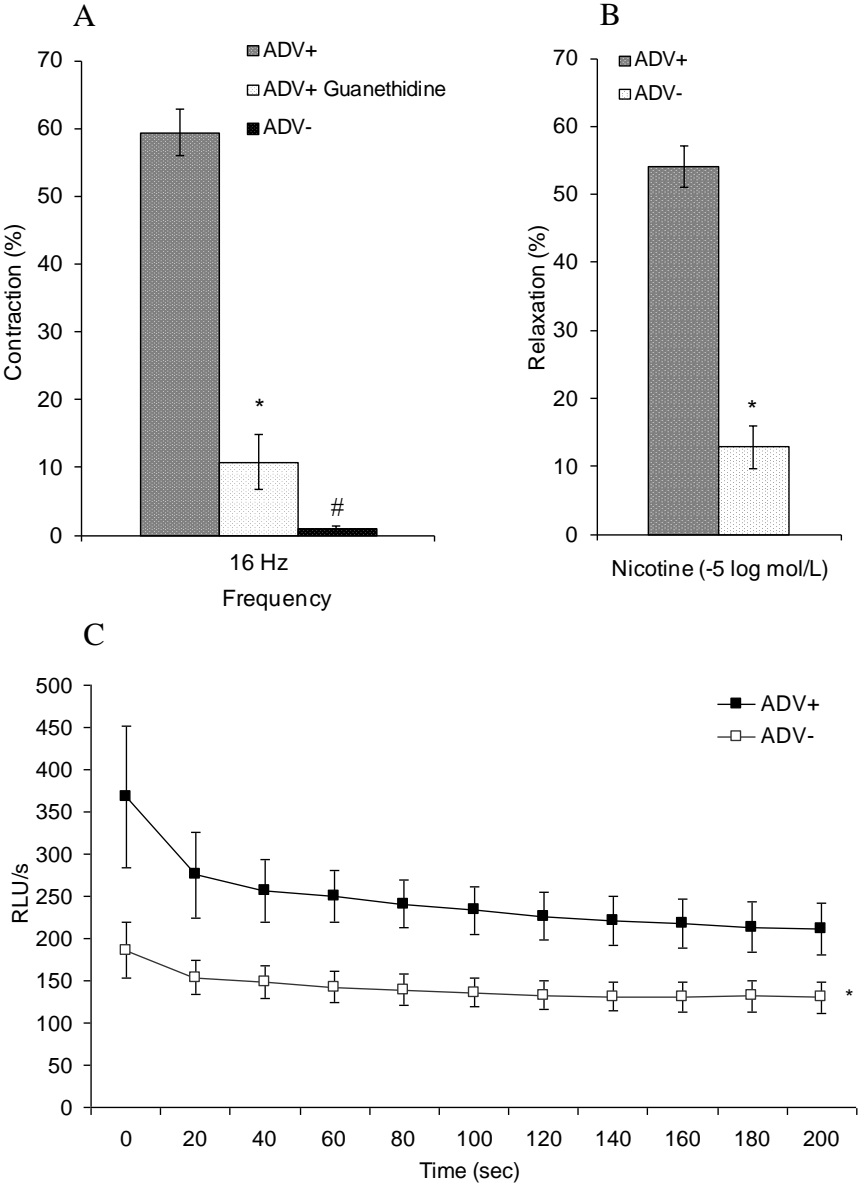 A
ADV+
ADV+ Guanethidine
ADV-
70
60
50
40
30
20
10
0
Contraction (%)
*
#
16 Hz
Frequency
B
ADV+
ADV-
70
60
50
40
30
20
10
0
Relaxation (%)
*
Nicotine (-5 log mol/L)
C
ADV+
ADV-
500
450
400
350
300
250
200
150
100
50
0
RLU/s
*
0 20 40 60 80 100 120 140 160 180 200
Time (sec)